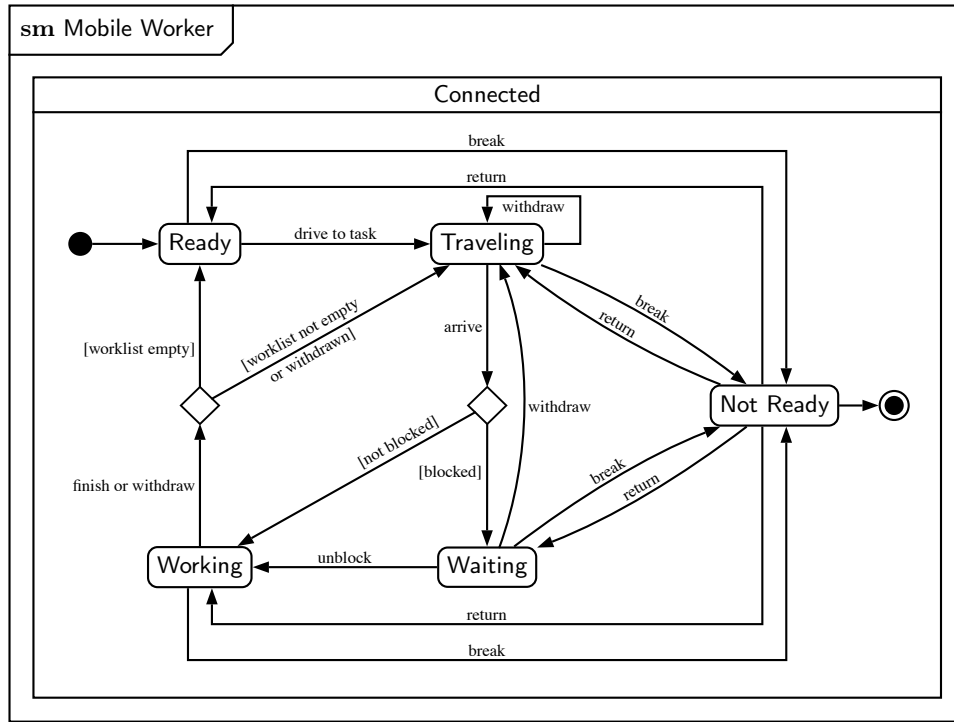 sm Mobile Worker
Connected
break
return
withdraw
Ready
drive to task
Traveling
break
return
arrive
[worklist not empty
or withdrawn]
[worklist empty]
Not Ready
withdraw
[not blocked]
[blocked]
finish or withdraw
break
return
Working
unblock
Waiting
return
break